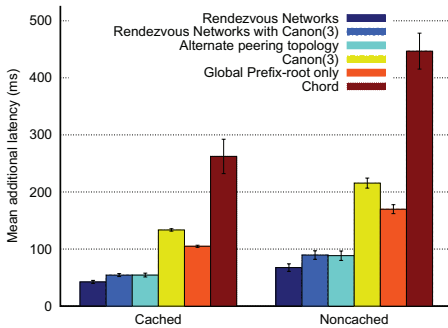 Rendezvous Networks
Rendezvous Networks with Canon(3)
Alternate peering topology
Canon(3)
Global Prefix-root only
Chord
Mean additional latency (ms)
500
400
300
200
100
0
Cached
Noncached